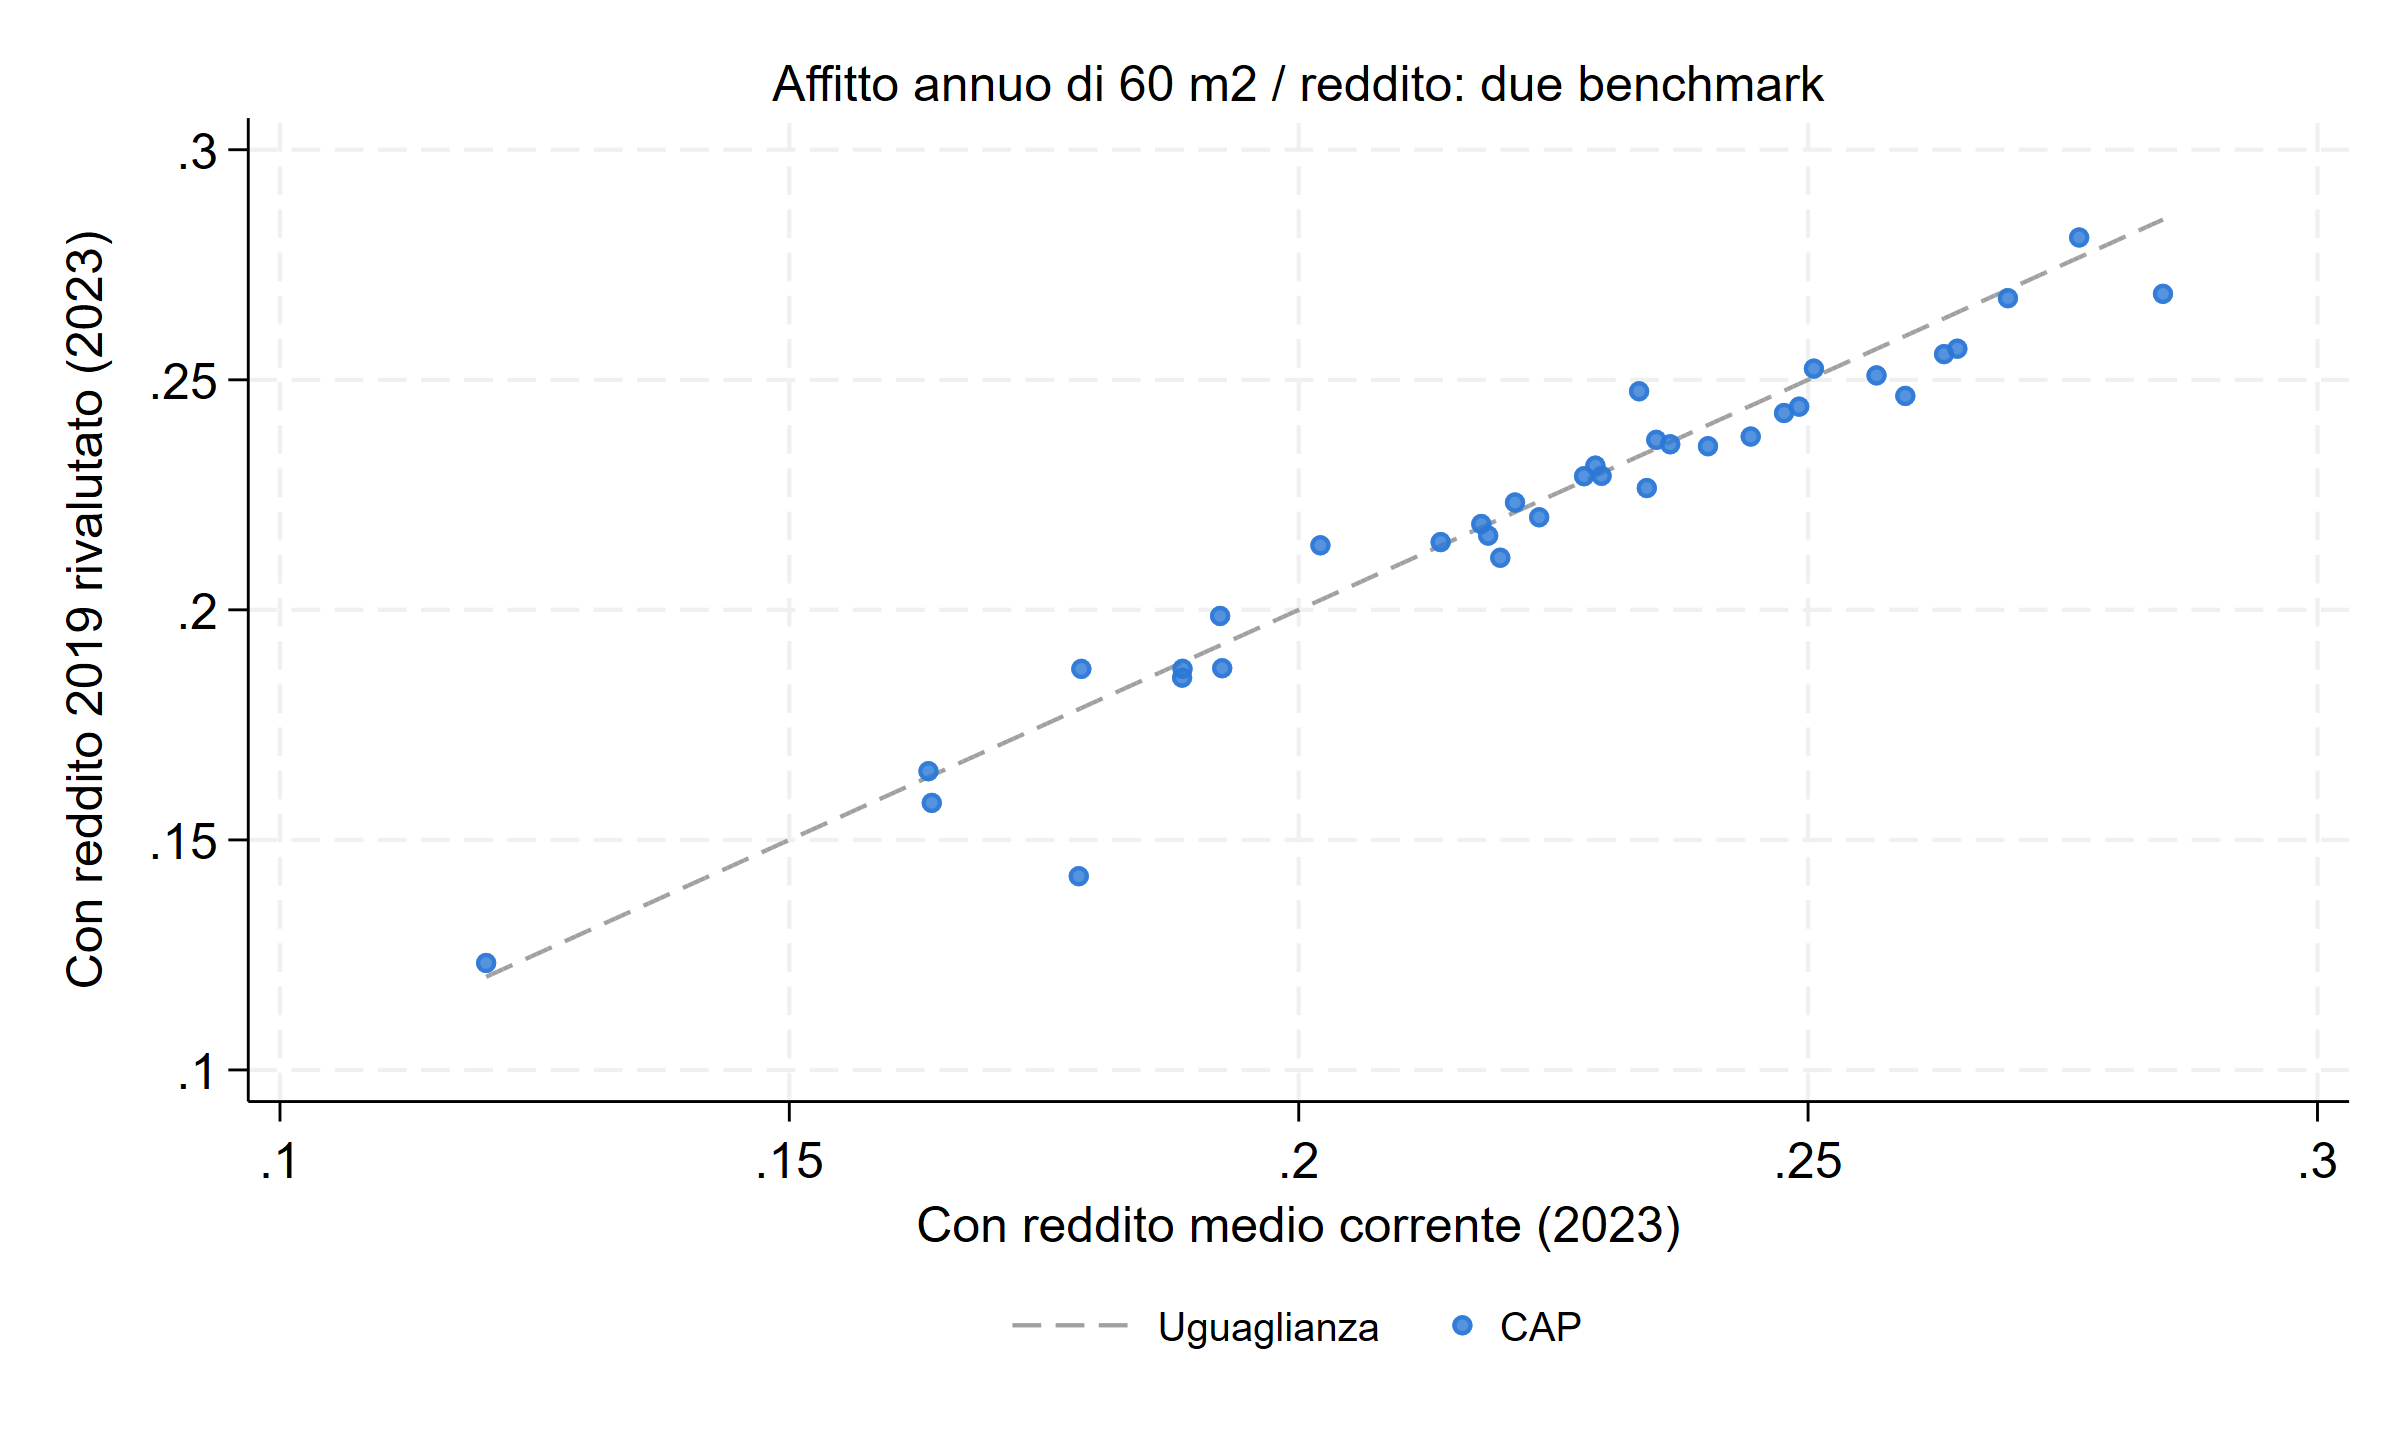 Affitto annuo di 60 m2 / reddito: due benchmark
Con reddito 2019 rivalutato (2023)
.3
.25
.2
.15
.1
.1 .15 .2 .25 .3
Con reddito medio corrente (2023)
Uguaglianza CAP